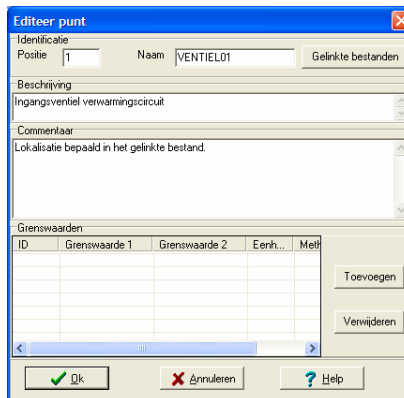 Editeer punt
Identificatie
Positie 1 Naam VENTIEL01 Gelinkte bestanden
Beschrijving
Ingangsventiel verwarmingscircuit
Commentaar
Lokalisatie bepaald in het gelinkte bestand.
Grenswaarden
ID Grenswaarde 1 Grenswaarde 2 Eenh... Meth
Toevoegen
Verwijderen
Ok Annuleren Help